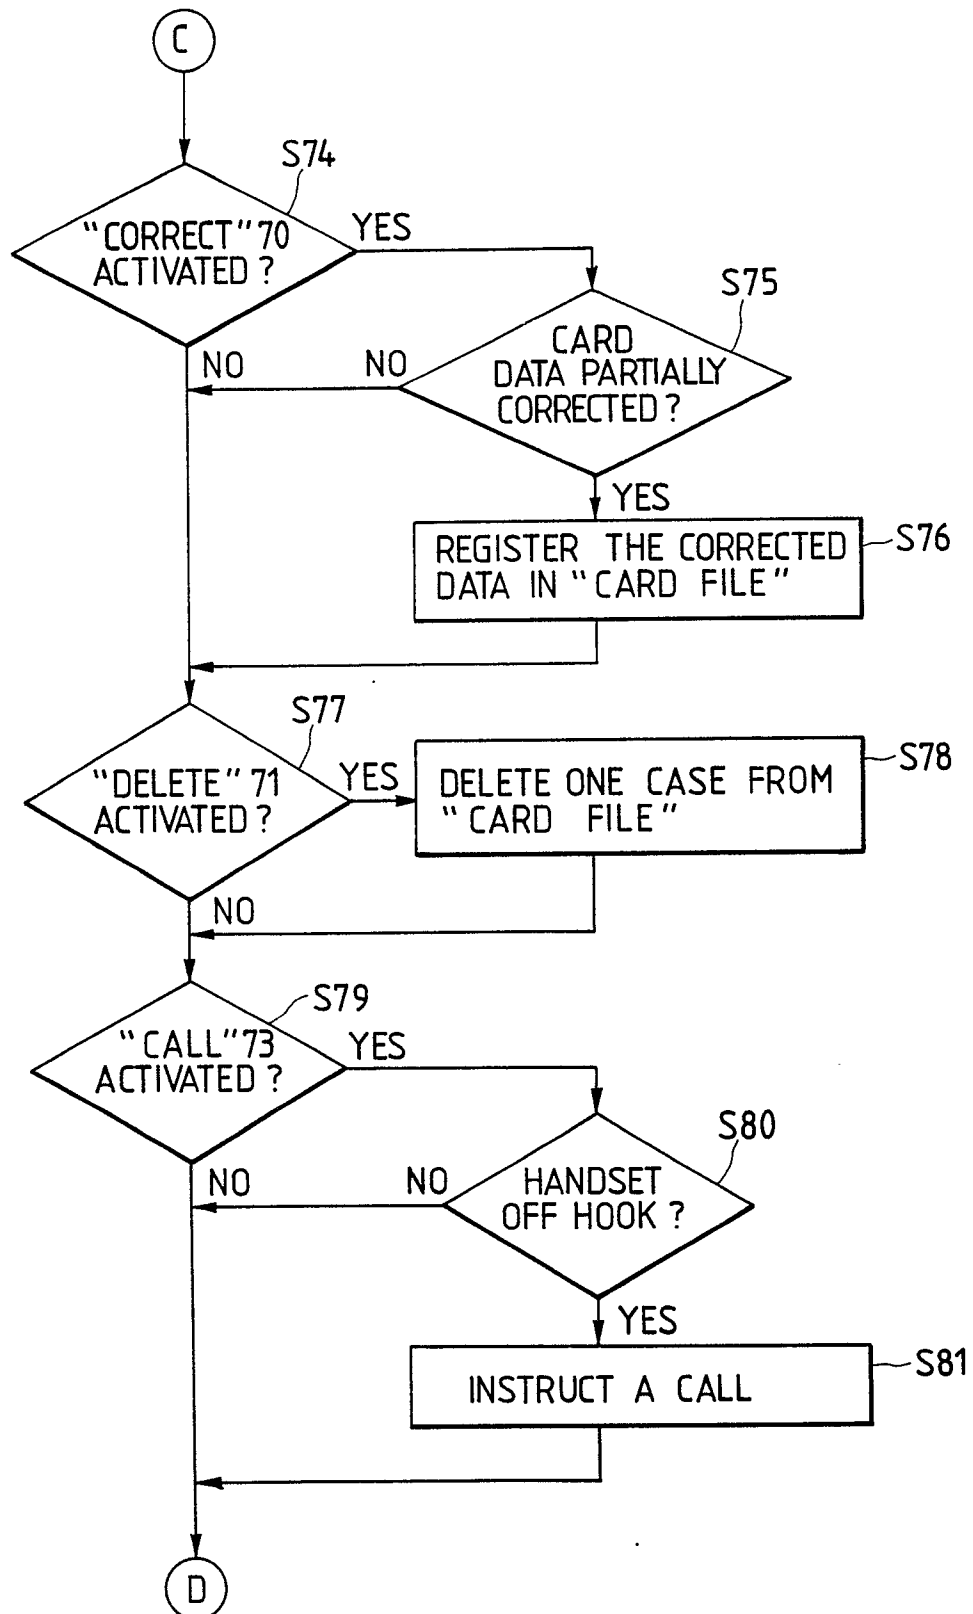 C
S74
"CORRECT" 70
ACTIVATED ?
YES
S75
CARD
DATA PARTIALLY
CORRECTED ?
NO
NO
YES
S76
REGISTER THE CORRECTED
DATA IN "CARD FILE"
S77
"DELETE" 71
ACTIVATED ?
YES
S78
DELETE ONE CASE FROM
"CARD FILE"
NO
S79
"CALL" 73
ACTIVATED ?
YES
S80
HANDSET
OFF HOOK ?
NO
NO
YES
S81
INSTRUCT A CALL
D